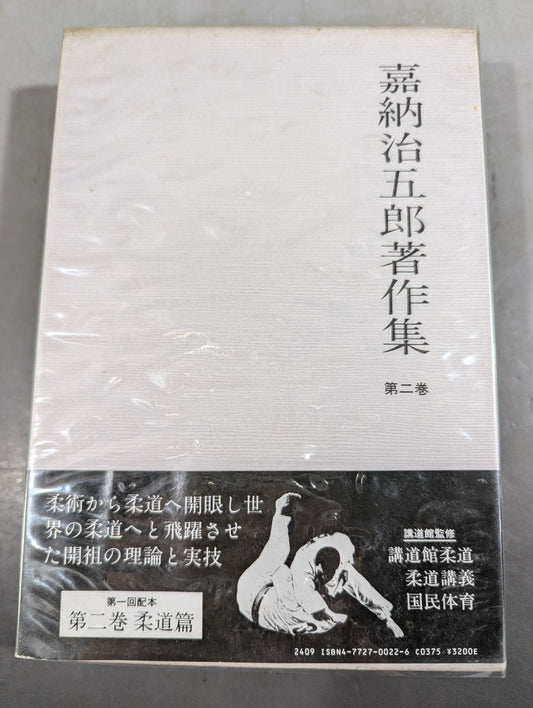 嘉納治五郎著作集
第二巻
柔術から柔道へ開眼し世
界の柔道へと飛躍させ
た開祖の理論と実技
第一回配本
第二巻 柔道篇
講道館監修
講道館柔道
柔道講義
国民体育
2409 ISBN4-7727-0022-6 C0375 ¥3200E